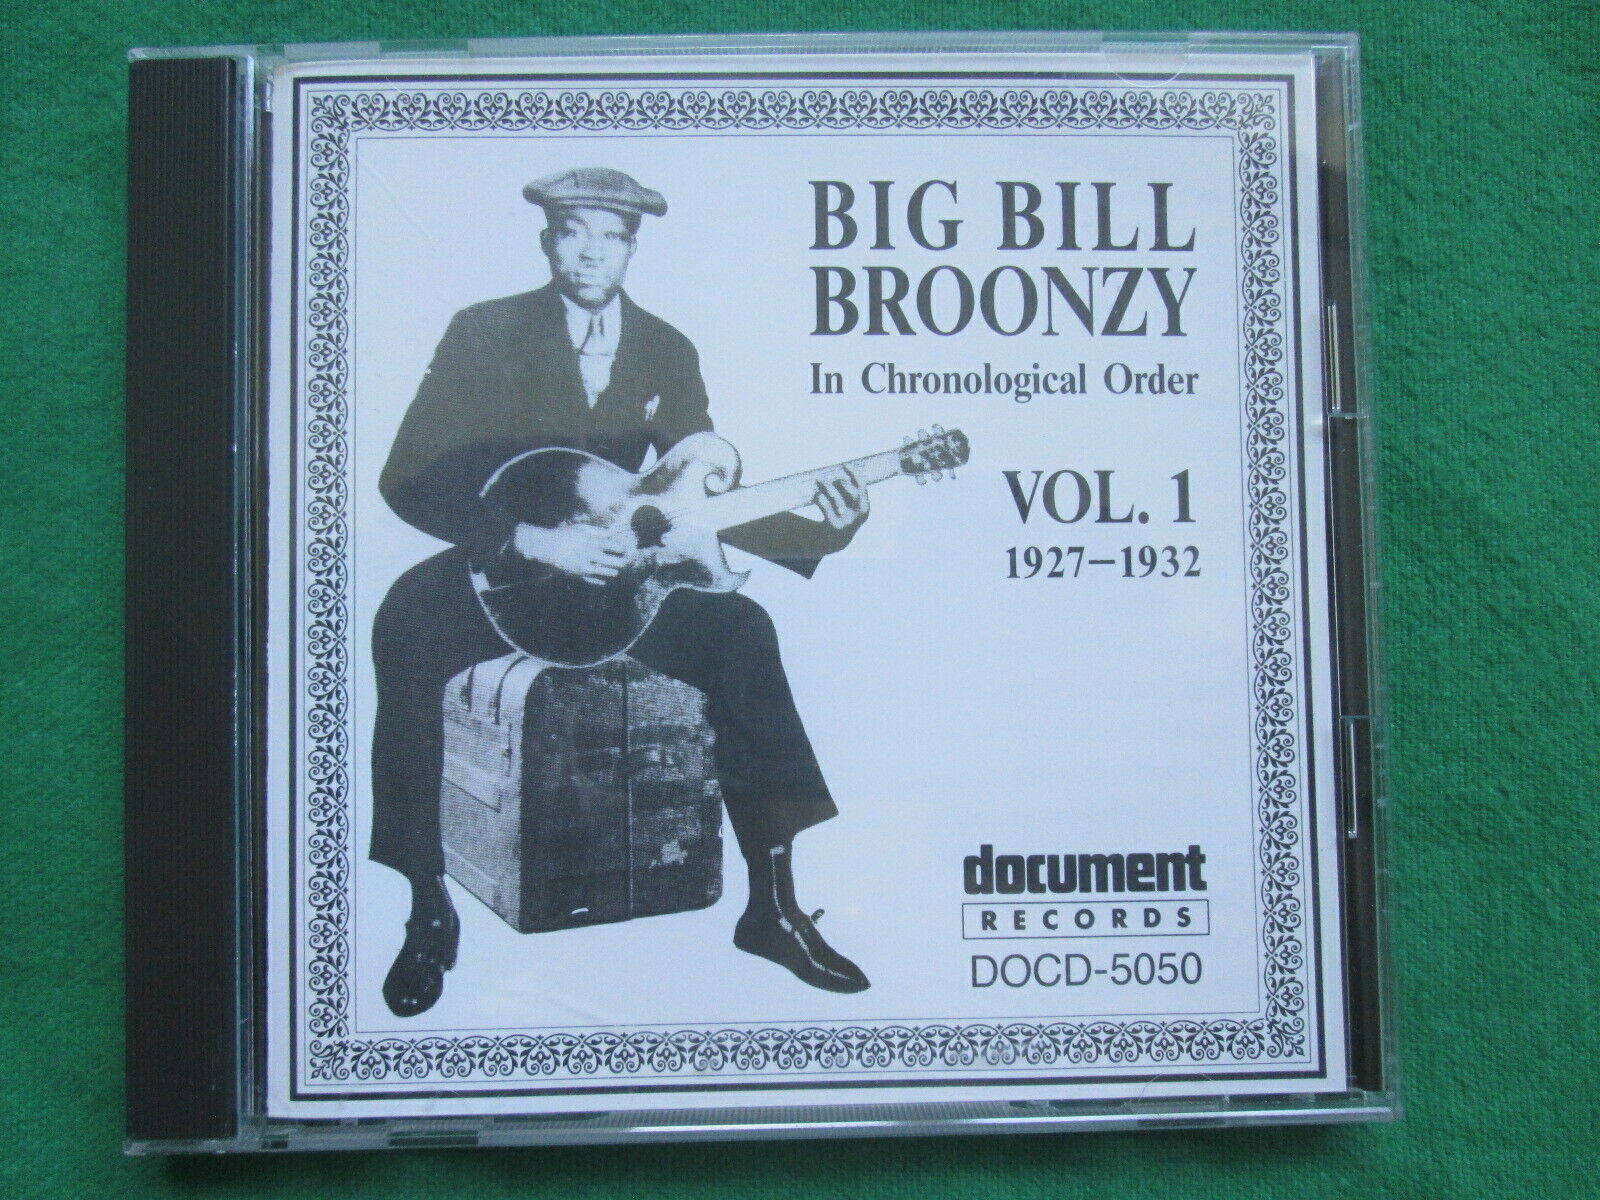 BIG BILL
BROONZY
In Chronological Order
VOL. 1
1927–1932
document
RECORDS
DOCD-5050